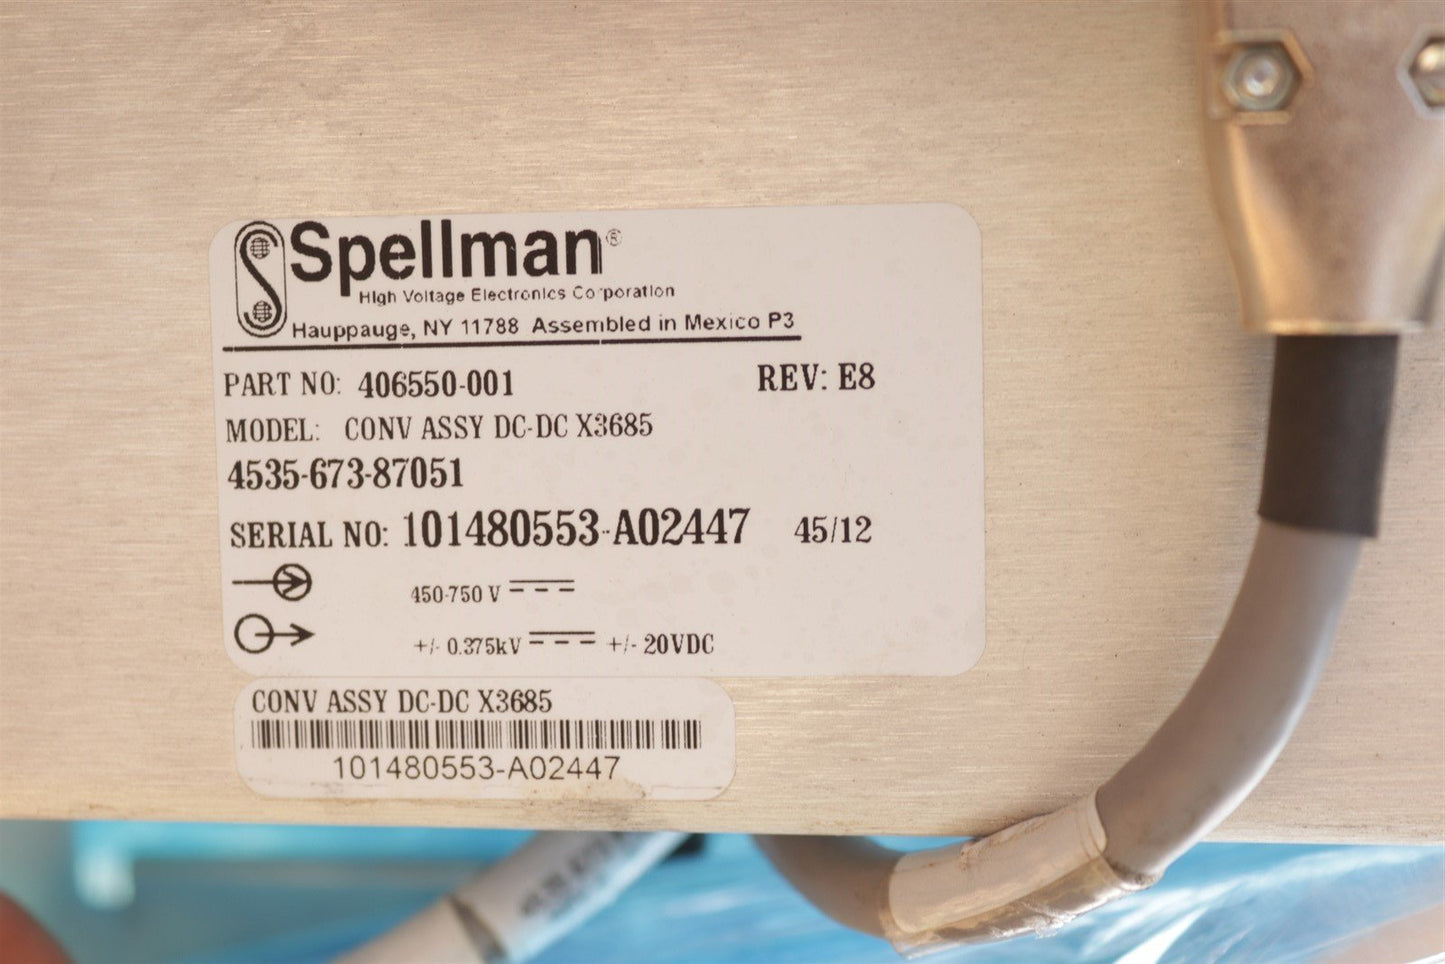 Spellman®
High Voltage Electronics Corporation
Hauppauge, NY 11788 Assembled in Mexico P3
PART NO: 406550-001 REV: E8
MODEL: CONV ASSY DC-DC X3685
4535-673-87051
SERIAL NO: 101480553-A02447 45/12
450-750 V
+/- 0.375kV +/- 20VDC
CONV ASSY DC-DC X3685
101480553-A02447